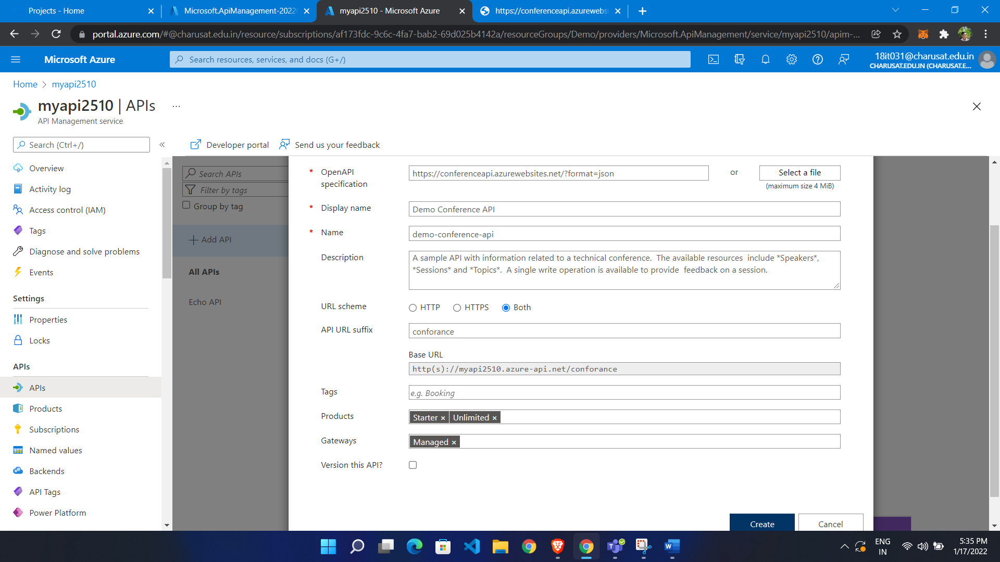 Projects - Home
Microsoft.ApiManagement-2022
myapi2510 - Microsoft Azure
https://conferenceapi.azurewebsi
portal.azure.com/#@charusat.edu.in/resource/subscriptions/af173fdc-9c6c-4fa7-bab2-69d025b4142a/resourceGroups/Demo/providers/Microsoft.ApiManagement/service/myapi2510/apim-...
Microsoft Azure
Search resources, services, and docs (G+/)
18it031@charusat.edu.in
CHARUSAT.EDU.IN (CHARUSAT.E...
Home > myapi2510
myapi2510 | APIs
...
API Management service
Search (Ctrl+/)
«
Developer portal
Send us your feedback
Overview
Activity log
Access control (IAM)
Tags
Diagnose and solve problems
Events
Settings
Properties
Locks
APIs
APIs
Products
Subscriptions
Named values
Backends
API Tags
Power Platform
Search APIs
Filter by tags
Group by tag
Add API
All APIs
Echo API
* OpenAPI
specification
https://conferenceapi.azurewebsites.net/?format=json
or
Select a file
(maximum size 4 MiB)
* Display name
Demo Conference API
* Name
demo-conference-api
Description
A sample API with information related to a technical conference.  The available resources  include *Speakers*,
*Sessions* and *Topics*.  A single write operation is available to provide  feedback on a session.
URL scheme
HTTP
HTTPS
Both
API URL suffix
conforance
Base URL
http(s)://myapi2510.azure-api.net/conforance
Tags
e.g. Booking
Products
Starter ×
Unlimited ×
Gateways
Managed ×
Version this API?
Create
Cancel
ENG
IN
5:35 PM
1/17/2022